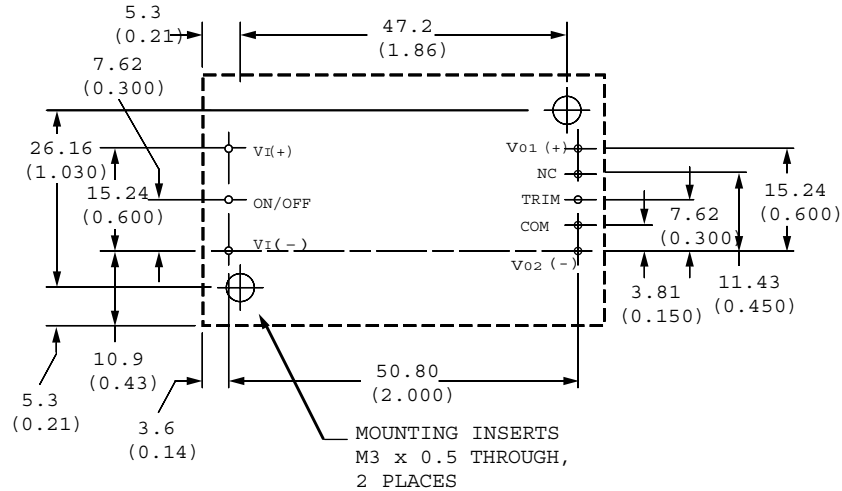 5.3
(0.21)
47.2
(1.86)
7.62
(0.300)
26.16
(1.030)
15.24
(0.600)
VI(+)
ON/OFF
VI(-)
VO1 (+)
NC
TRIM
COM
VO2 (-)
15.24
(0.600)
7.62
(0.300)
11.43
(0.450)
3.81
(0.150)
10.9
(0.43)
5.3
(0.21)
3.6
(0.14)
50.80
(2.000)
MOUNTING INSERTS
M3 x 0.5 THROUGH,
2 PLACES